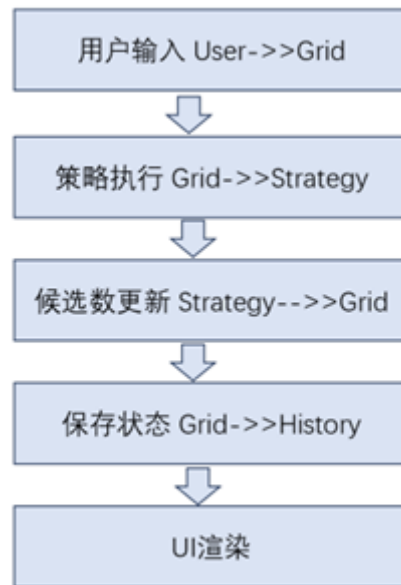 用户输入 User->>Grid
策略执行 Grid->>Strategy
候选数更新 Strategy-->>Grid
保存状态 Grid->>History
UI渲染